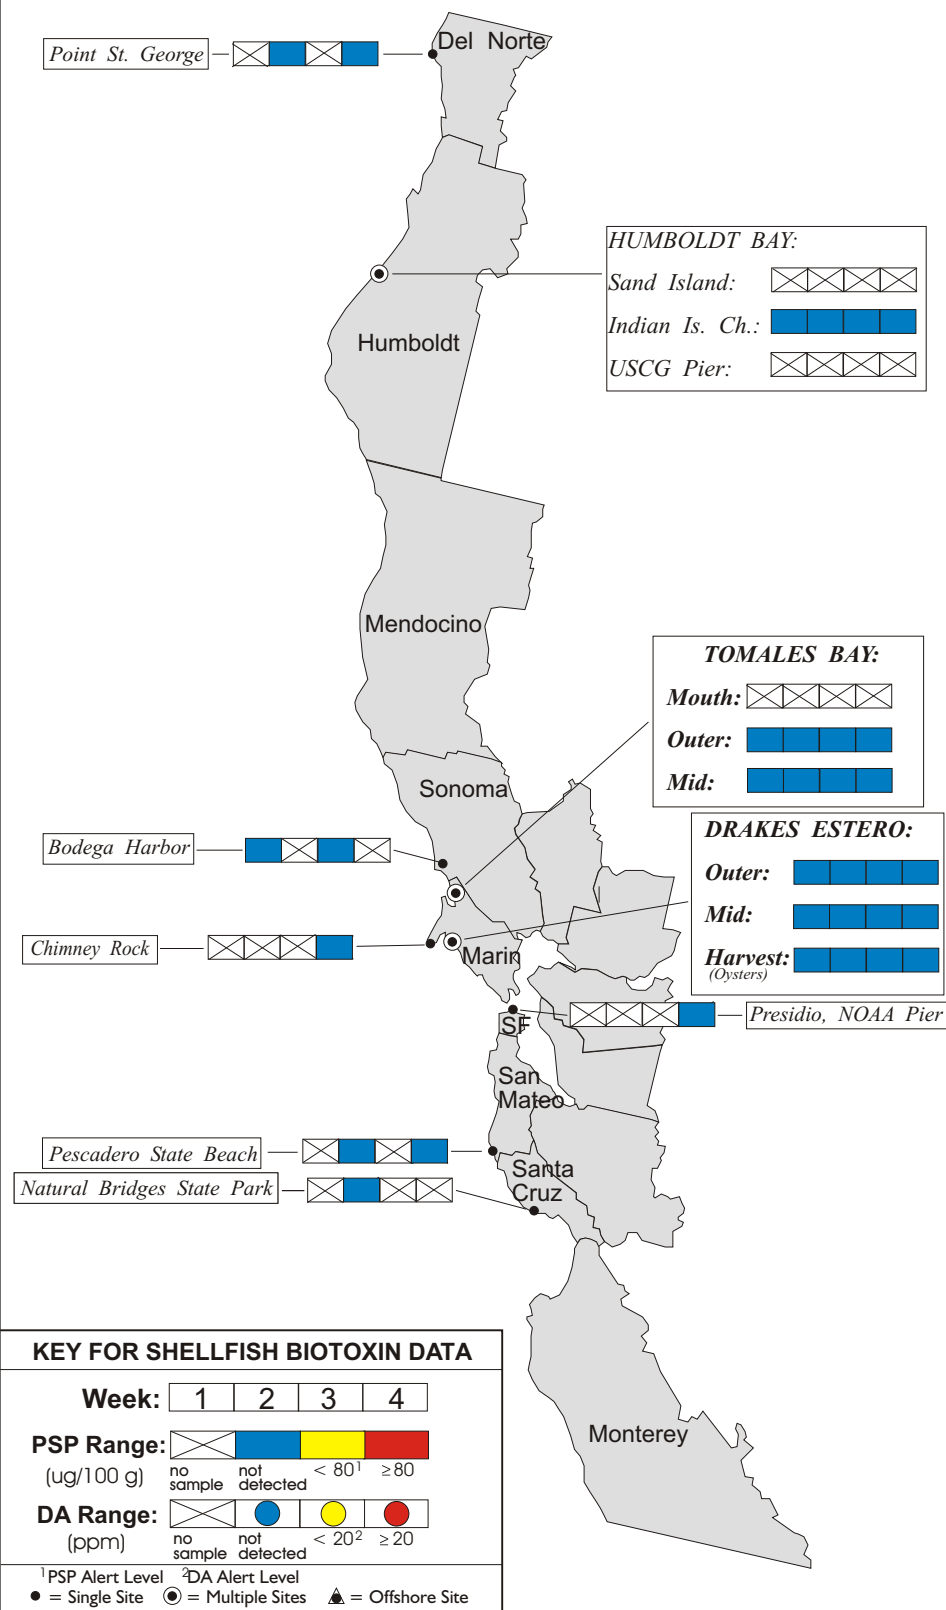 Del Norte
Point St. George
HUMBOLDT BAY:
Sand Island:
Indian Is. Ch.:
USCG Pier:
Humboldt
Mendocino
TOMALES BAY:
Mouth:
Outer:
Mid:
Sonoma
DRAKES ESTERO:
Outer:
Mid:
Harvest:
(Oysters)
Bodega Harbor
Chimney Rock
Marin
Presidio, NOAA Pier
SF
San
Mateo
Pescadero State Beach
Natural Bridges State Park
Santa
Cruz
Monterey
KEY FOR SHELLFISH BIOTOXIN DATA
Week: 1 2 3 4
PSP Range:
(ug/100 g)
no sample
not detected
< 80¹
≥80
DA Range:
(ppm)
no sample
not detected
< 20²
≥20
¹PSP Alert Level ²DA Alert Level
= Single Site = Multiple Sites = Offshore Site